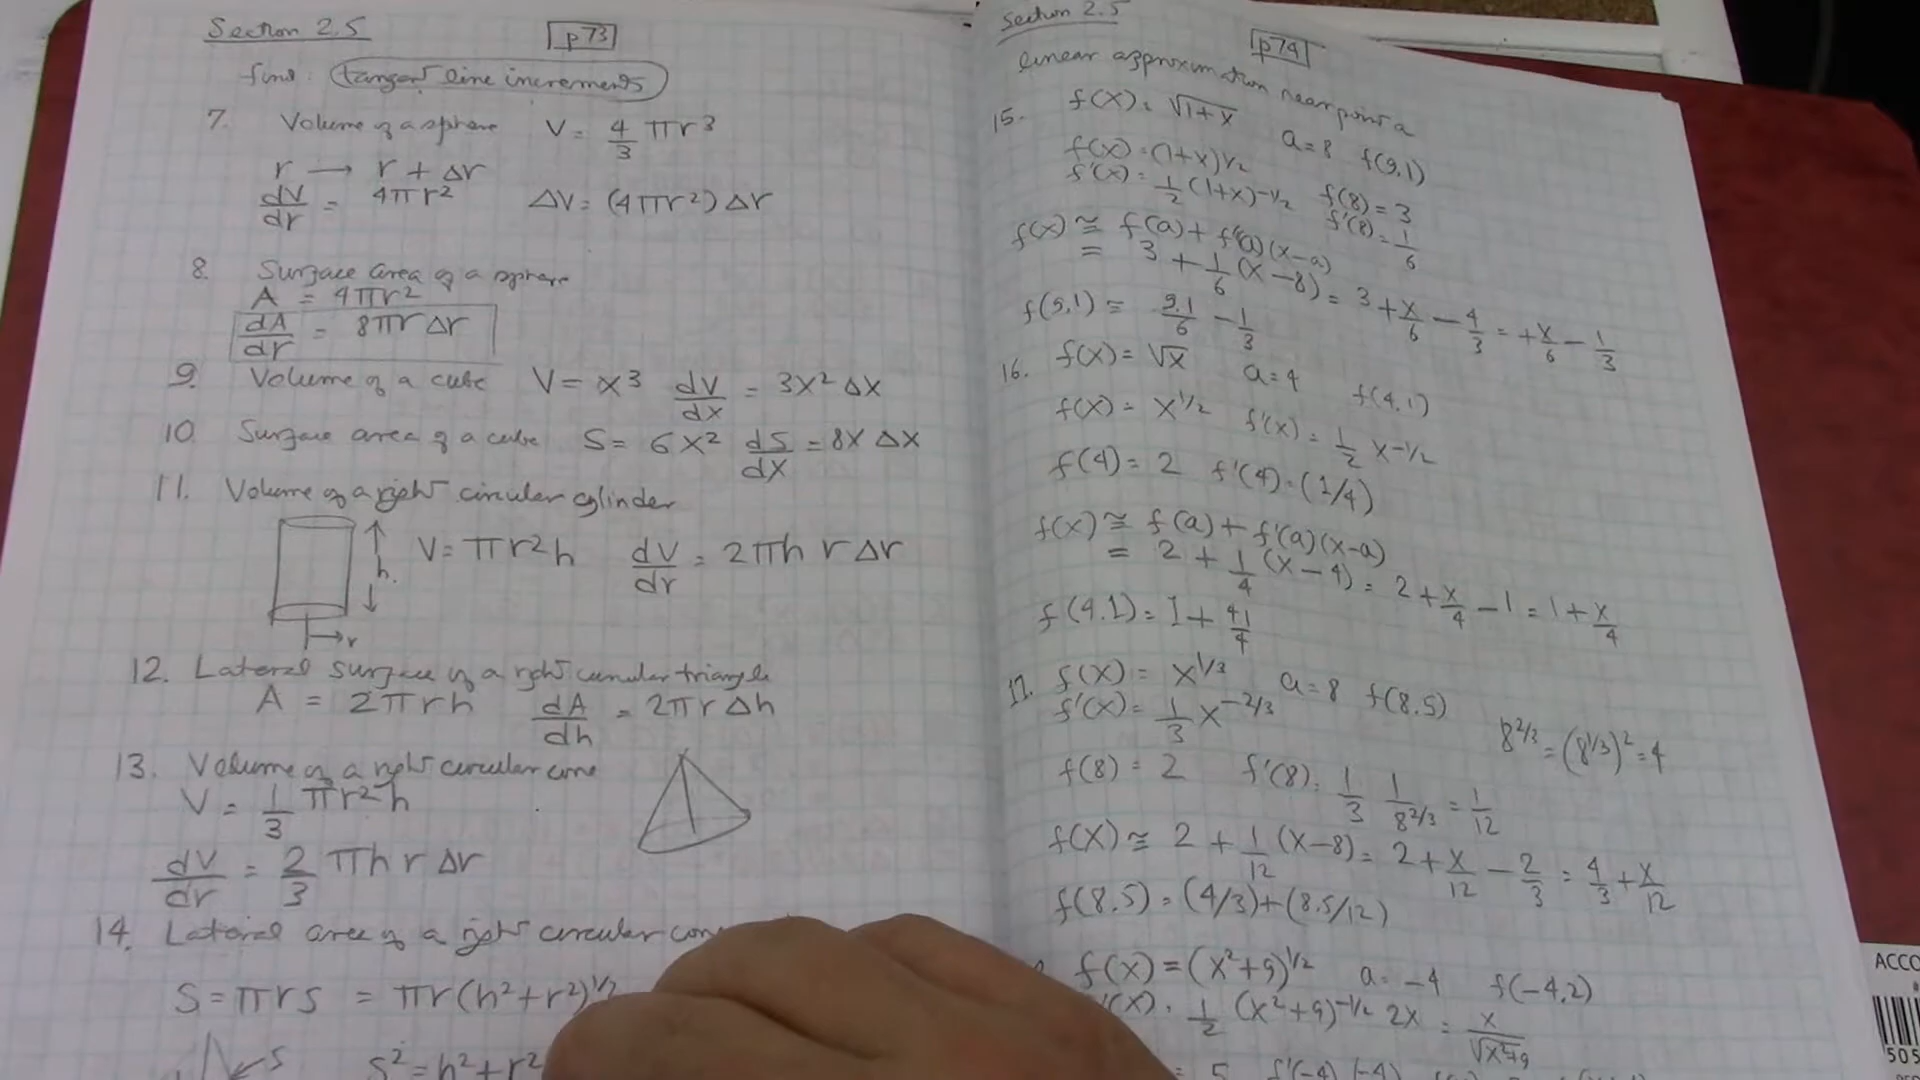 Section 2.5
p73
find: tangent line increments
7. Volume of a sphere V = 4/3 πr³
r → r + Δr
dV/dr = 4πr² ΔV = (4πr²)Δr
8. Surface area of a sphere
A = 4πr²
dA/dr = 8πrΔr
9. Volume of a cube V = x³ dV/dx = 3x²Δx
10. Surface area of a cube S = 6x² dS/dx = 8x Δx
11. Volume of a right circular cylinder
h.
V = πr²h dV/dr = 2πh r Δr
r
12. Lateral surface of a right circular triangle
A = 2πrh dA/dh = 2πrΔh
13. Volume of a right circular cone
V = 1/3 πr²h
dV/dr = 2/3 πh r Δr
14. Lateral area of a right circular
S = πrs = πr(h²+r²)½
s
s² = h²+r²
Section 2.5
p74
linear approximation near point a
15. f(x) = √1+x a = 8 f(9.1)
f(x) = (1+x)½
f'(x) = 1/2 (1+x)-½ f(8) = 3
f'(8) = 1/6
f(x) ≅ f(a) + f'(a)(x-a)
= 3 + 1/6 (x-8) = 3 + x/6 - 4/3 = + x/6 - 1/3
f(9.1) = 9.1/6 - 1/3
16. f(x) = √x a = 4 f(4.1)
f(x) = x½ f'(x) = 1/2 x-½
f(4) = 2 f'(4) = (1/4)
f(x) ≅ f(a) + f'(a)(x-a)
= 2 + 1/4 (x-4) = 2 + x/4 - 1 = 1 + x/4
f(4.1) = 1 + 41/4
17. f(x) = x^1/3 a = 8 f(8.5)
f'(x) = 1/3 x^-2/3
8^2/3 = (8^1/3)² = 4
f(8) = 2 f'(8) = 1/3 1/8^2/3 = 1/12
f(x) ≅ 2 + 1/12 (x-8) = 2 + x/12 - 2/3 = 4/3 + x/12
f(8.5) = (4/3)+(8.5/12)
f(x) = (x²+9)½ a = -4 f(-4.2)
(x) = 1/2 (x²+9)-½ 2x = x/√x²+9
= 5 f'(-4) (-4)
ACCO
505